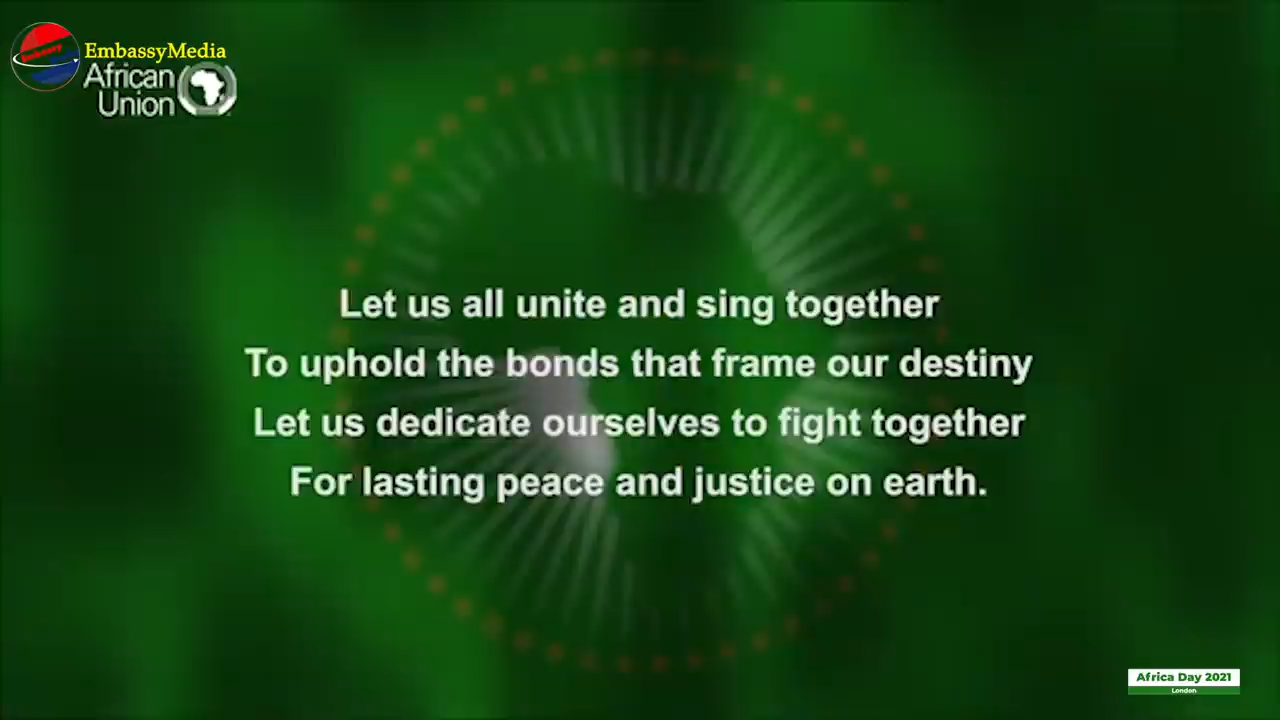 Embassy
EmbassyMedia
African
Union
Let us all unite and sing together
To uphold the bonds that frame our destiny
Let us dedicate ourselves to fight together
For lasting peace and justice on earth.
Africa Day 2021
London